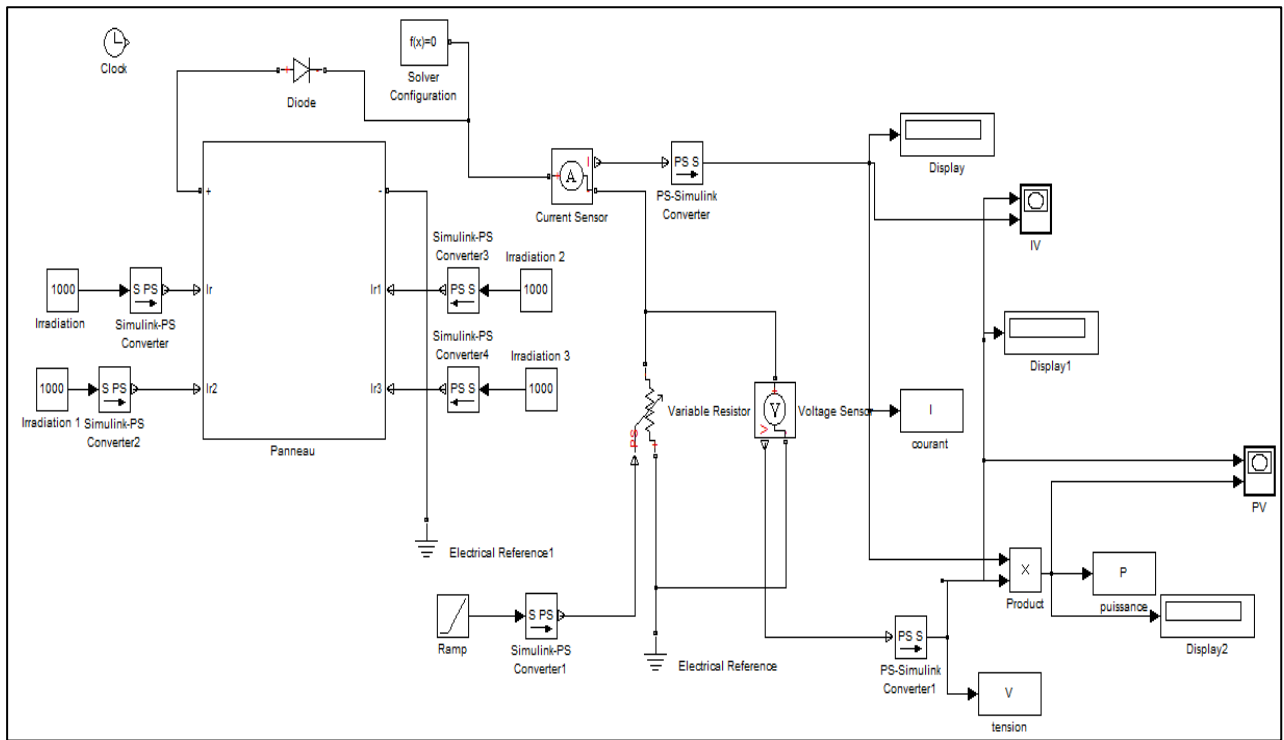 Clock
f(x)=0
Solver
Configuration
+
-
Diode
Display
+
A
I
-
Current Sensor
PS S
PS-Simulink
Converter
IV
+
-
Simulink-PS
Converter3
Irradiation 2
1000
Irradiation
S PS
Simulink-PS
Converter
Ir
Ir1
PS S
1000
Display1
Simulink-PS
Converter4
Irradiation 3
1000
Irradiation 1
S PS
Simulink-PS
Converter2
Ir2
Ir3
PS S
1000
Panneau
PS
+
Variable Resistor
+
V
V
-
Voltage Sensor
I
courant
PV
Electrical Reference1
X
Product
P
puissance
Display2
Ramp
S PS
Simulink-PS
Converter1
Electrical Reference
PS S
PS-Simulink
Converter1
V
tension